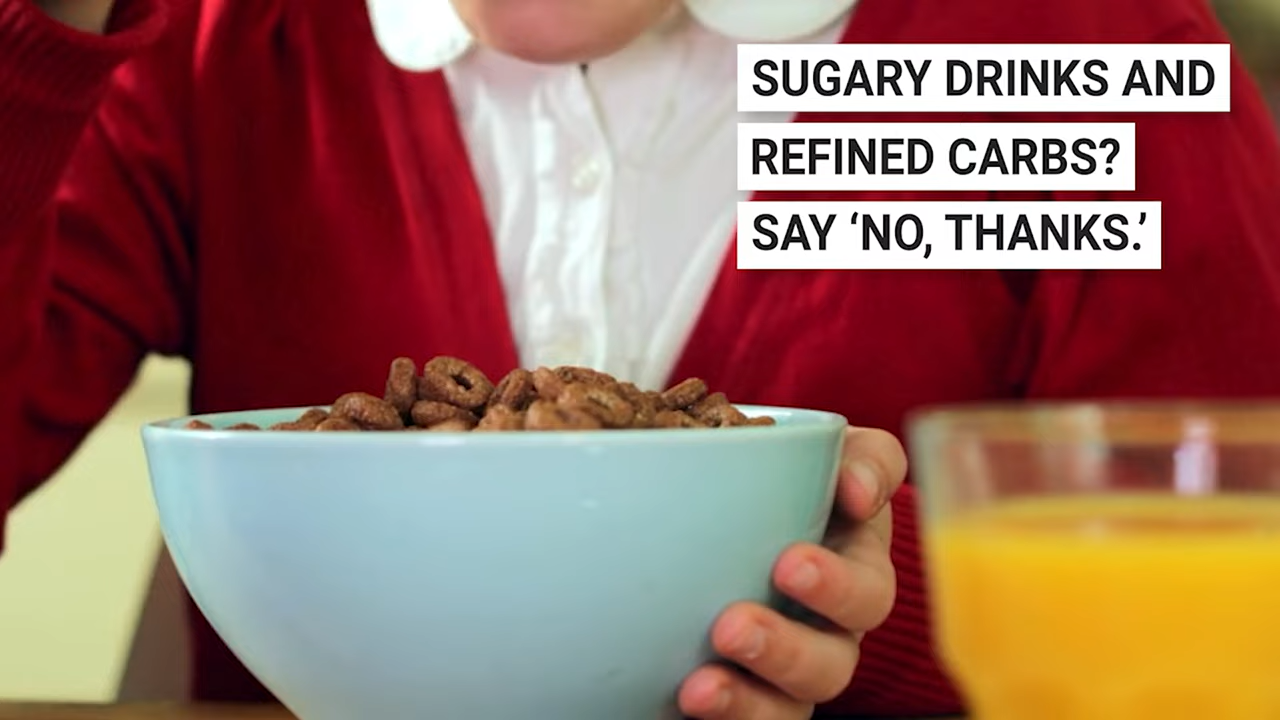 SUGARY DRINKS AND
REFINED CARBS?
SAY ‘NO, THANKS.’